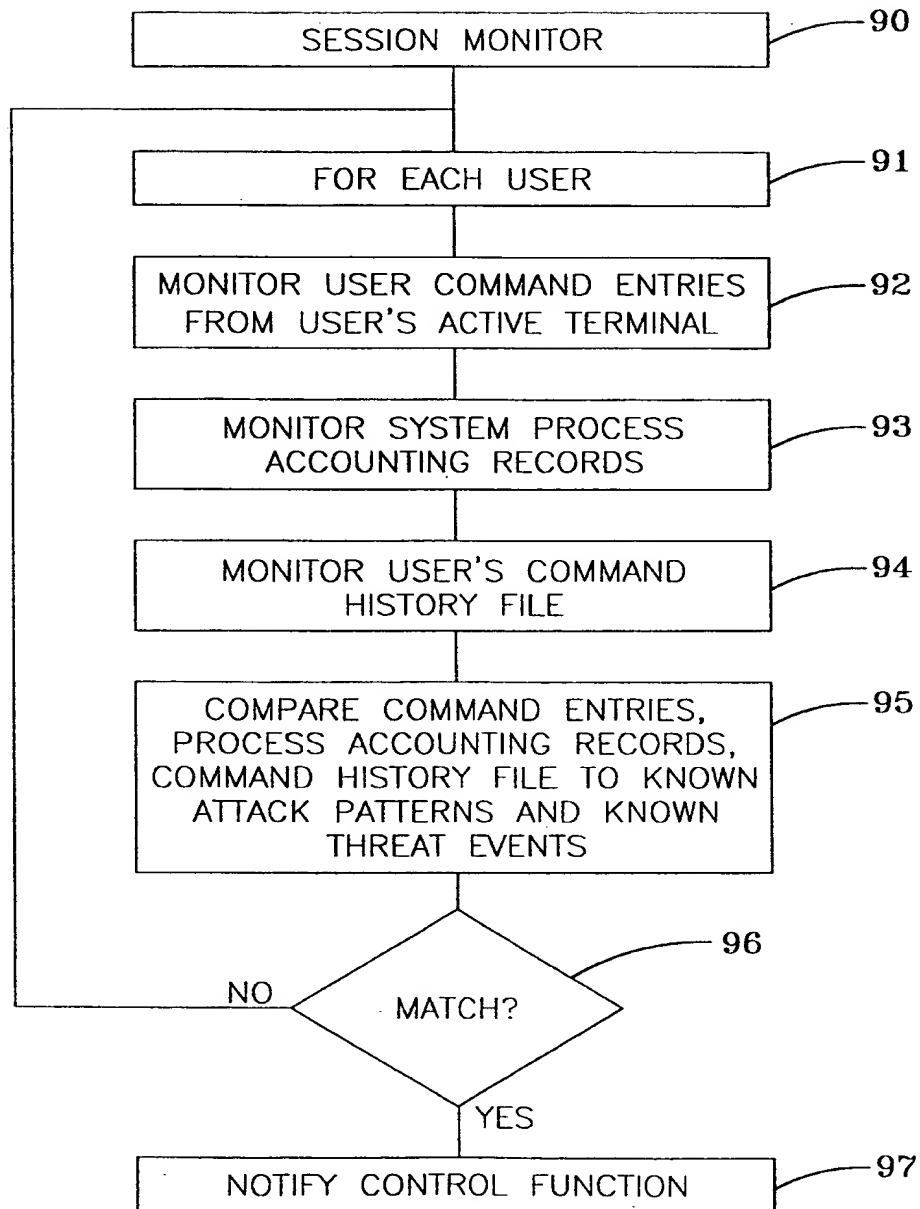 SESSION MONITOR
90
FOR EACH USER
91
MONITOR USER COMMAND ENTRIES
FROM USER'S ACTIVE TERMINAL
92
MONITOR SYSTEM PROCESS
ACCOUNTING RECORDS
93
MONITOR USER'S COMMAND
HISTORY FILE
94
COMPARE COMMAND ENTRIES,
PROCESS ACCOUNTING RECORDS,
COMMAND HISTORY FILE TO KNOWN
ATTACK PATTERNS AND KNOWN
THREAT EVENTS
95
MATCH?
96
NO
YES
NOTIFY CONTROL FUNCTION
97